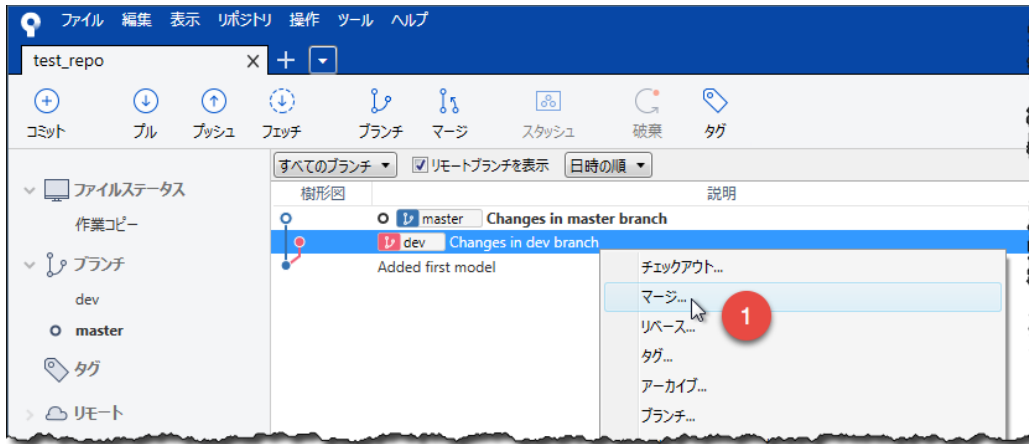 ファイル 編集 表示 リポジトリ 操作 ツール ヘルプ
test_repo
コミット プル プッシュ フェッチ ブランチ マージ スタッシュ 破棄 タグ
すべてのブランチ リモートブランチを表示 日時の順
ファイルステータス
樹形図 説明
作業コピー
master Changes in master branch
dev Changes in dev branch
ブランチ
Added first model
チェックアウト...
dev
マージ...
1
master
リベース...
タグ
タグ...
アーカイブ...
リモート
ブランチ...